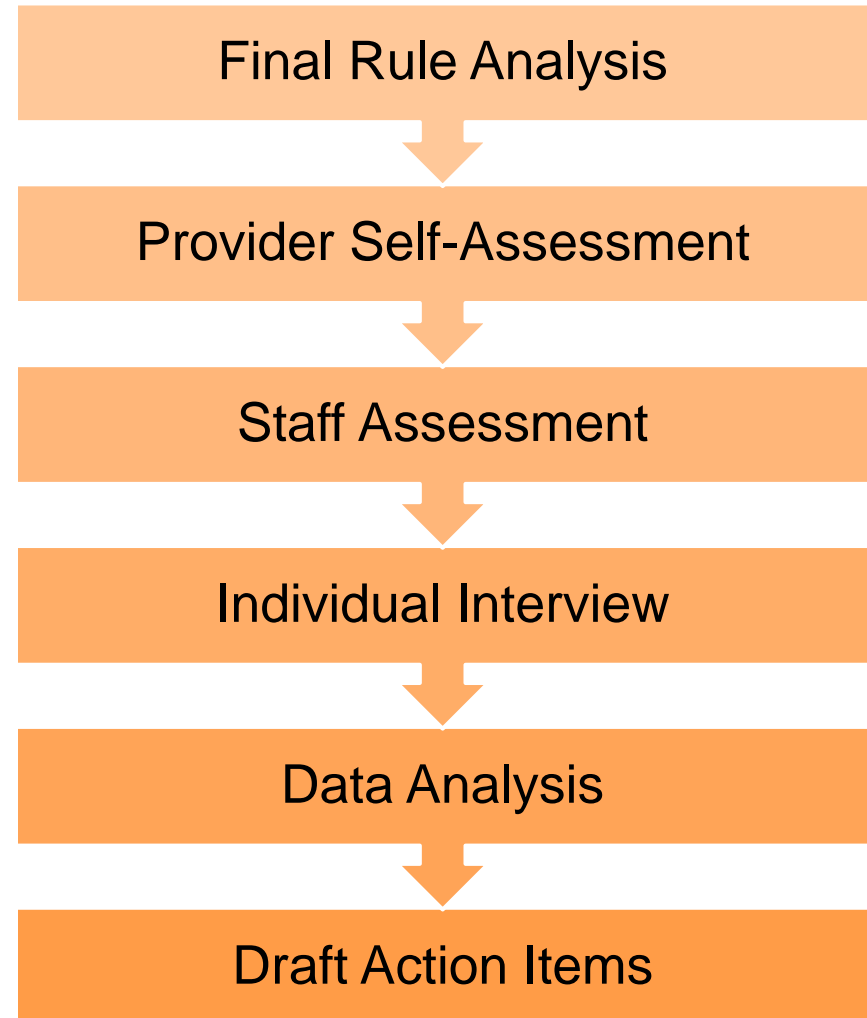 Final Rule Analysis
Provider Self-Assessment
Staff Assessment
Individual Interview
Data Analysis
Draft Action Items